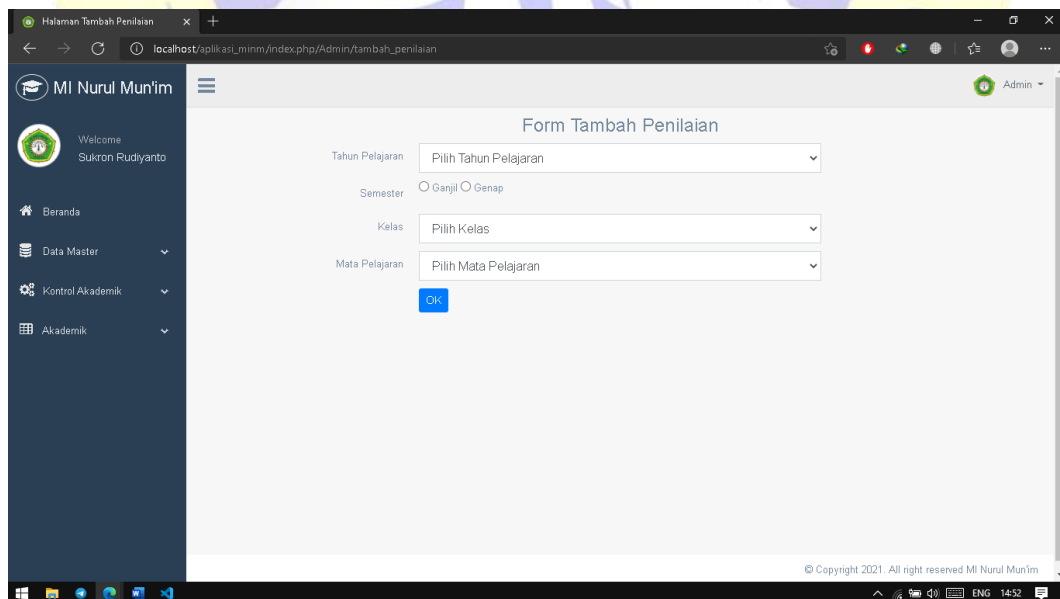 Halaman Tambah Penilaian
localhost/aplikasi_minm/index.php/Admin/tambah_penilaian
MI Nurul Mun'im
Admin
Welcome
Sukron Rudiyanto
Beranda
Data Master
Kontrol Akademik
Akademik
Form Tambah Penilaian
Tahun Pelajaran Pilih Tahun Pelajaran
Semester Ganjil Genap
Kelas Pilih Kelas
Mata Pelajaran Pilih Mata Pelajaran
OK
© Copyright 2021. All right reserved MI Nurul Mun'im
ENG 14:52